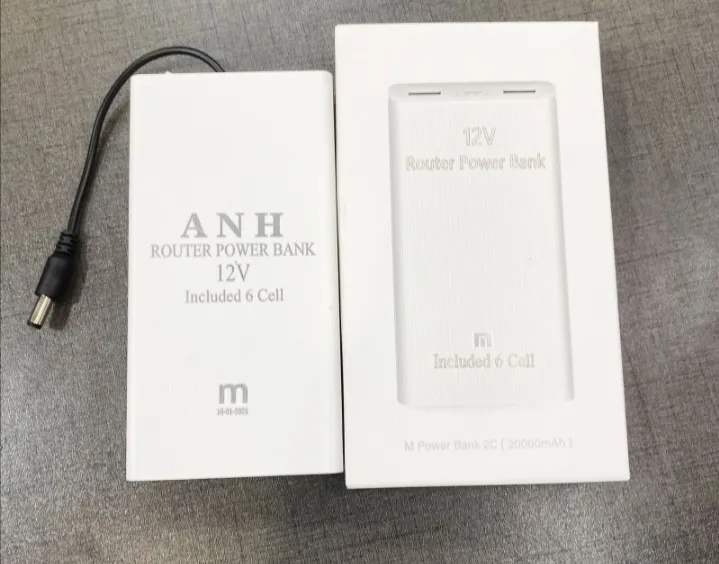 ANH
ROUTER POWER BANK
12V
Included 6 Cell
m
12V
Router Power Bank
m
Included 6 Cell
M Power Bank 2C ( 20000mAh )